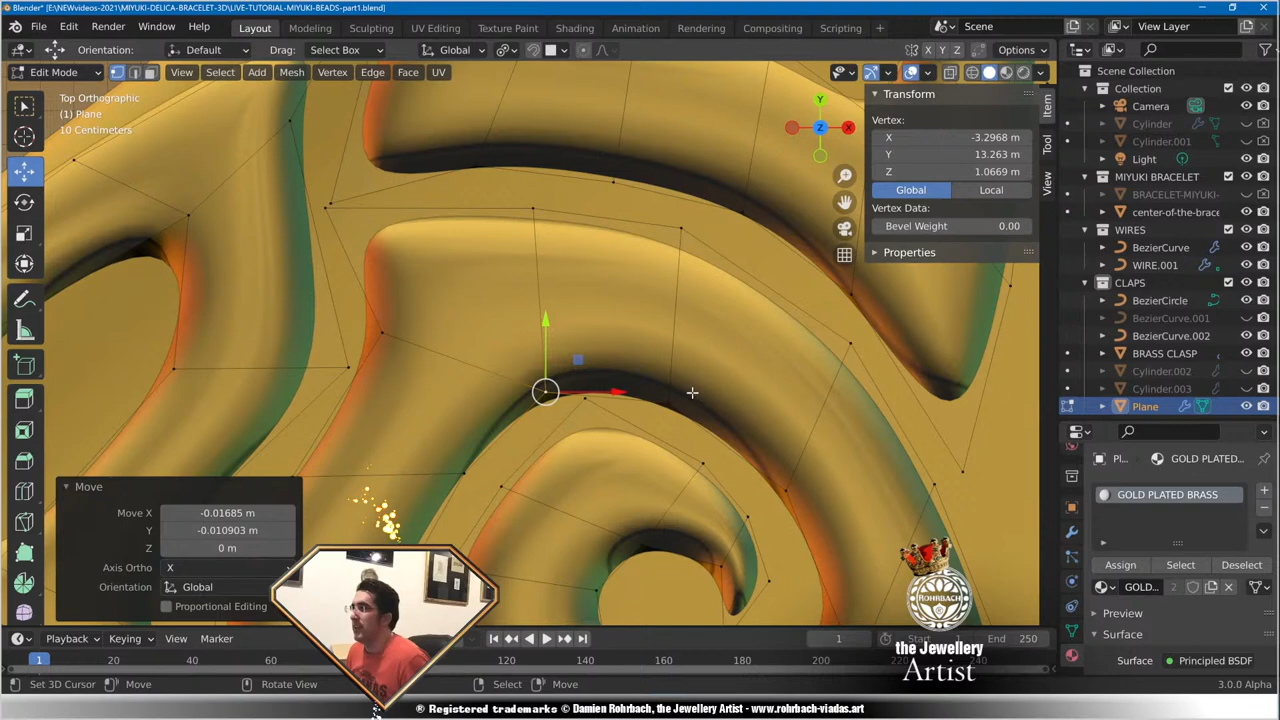 Blender* [E:\NEWvideos-2021\MIYUKI-DELICA-BRACELET-3D\LIVE-TUTORIAL-MIYUKI-BEADS-part1.blend]
File Edit Render Window Help Layout Modeling Sculpting UV Editing Texture Paint Shading Animation Rendering Compositing Scripting + Scene View Layer
Orientation: Default Drag: Select Box Global X Y Z Options
Edit Mode View Select Add Mesh Vertex Edge Face UV
Top Orthographic
(1) Plane
10 Centimeters
Transform
Vertex:
X -3.2968 m
Y 13.263 m
Z 1.0669 m
Global Local
Vertex Data:
Bevel Weight 0.00
Properties
Item
Tool
View
Y
Z X
Scene Collection
Collection
Camera
Cylinder
Cylinder.001
Light
MIYUKI BRACELET
BRACELET-MIYUKI-
center-of-the-brace
WIRES
BezierCurve
WIRE.001
CLAPS
BezierCircle
BezierCurve.001
BezierCurve.002
BRASS CLASP
Cylinder.002
Cylinder.003
Plane
Pl... GOLD PLATED...
GOLD PLATED BRASS
Assign Select Deselect
GOLD... 2
Preview
Surface
Surface Principled BSDF
Move
Move X -0.01685 m
Y -0.010903 m
Z 0 m
Axis Ortho X
Orientation Global
Proportional Editing
ROHRBACH
the Jewellery
Artist
Playback Keying View Marker 1 Start 1 End 250
1 20 40 60 120 140 160 180 200 220 240
Set 3D Cursor Move Rotate View Select Move 3.0.0 Alpha
® Registered trademarks © Damien Rohrbach, the Jewellery Artist - www.rohrbach-viadas.art